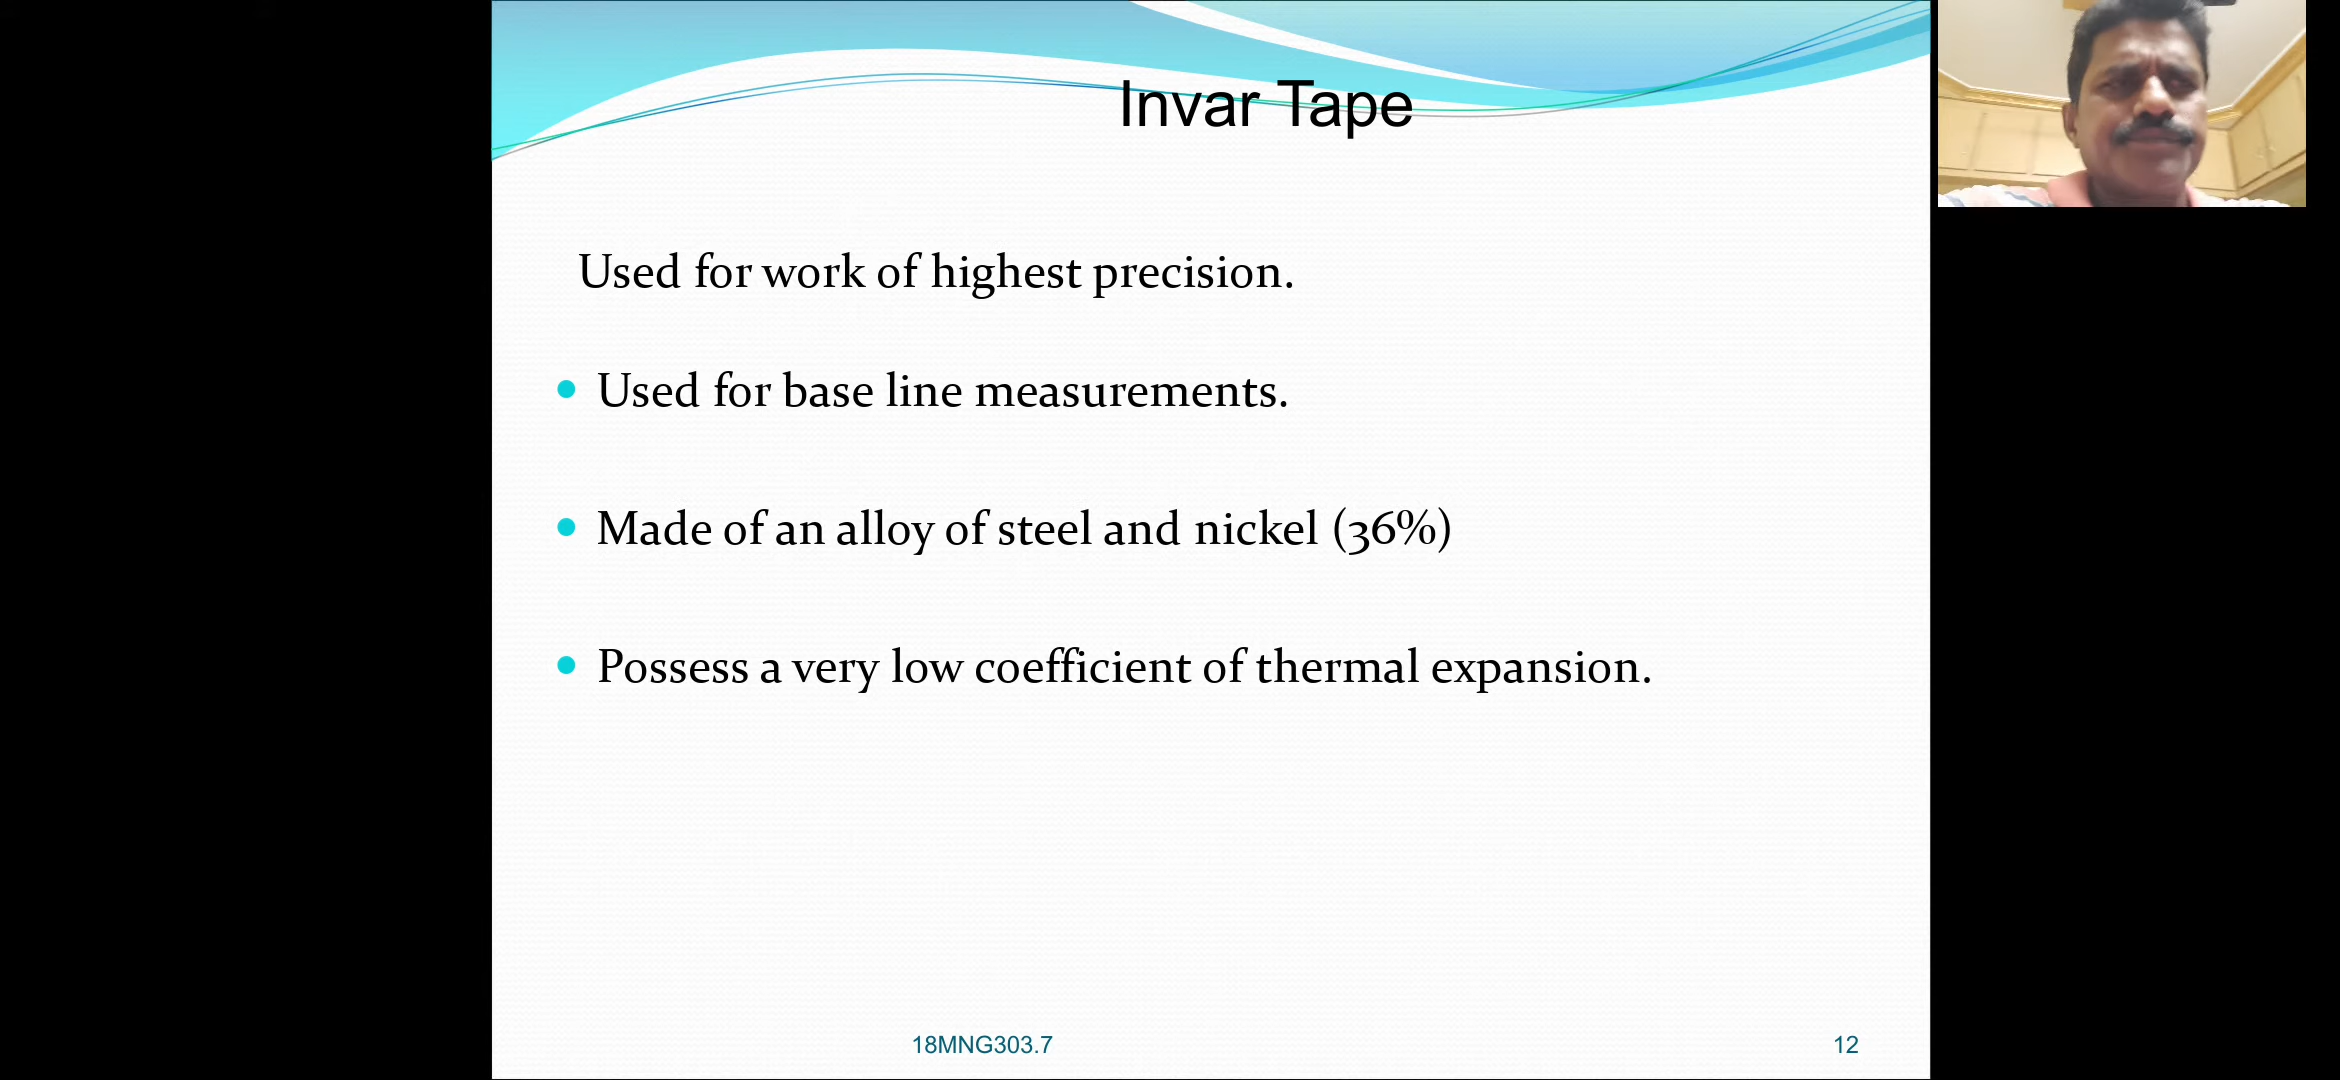 Invar Tape
Used for work of highest precision.
Used for base line measurements.
Made of an alloy of steel and nickel (36%)
Possess a very low coefficient of thermal expansion.
18MNG303.7
12